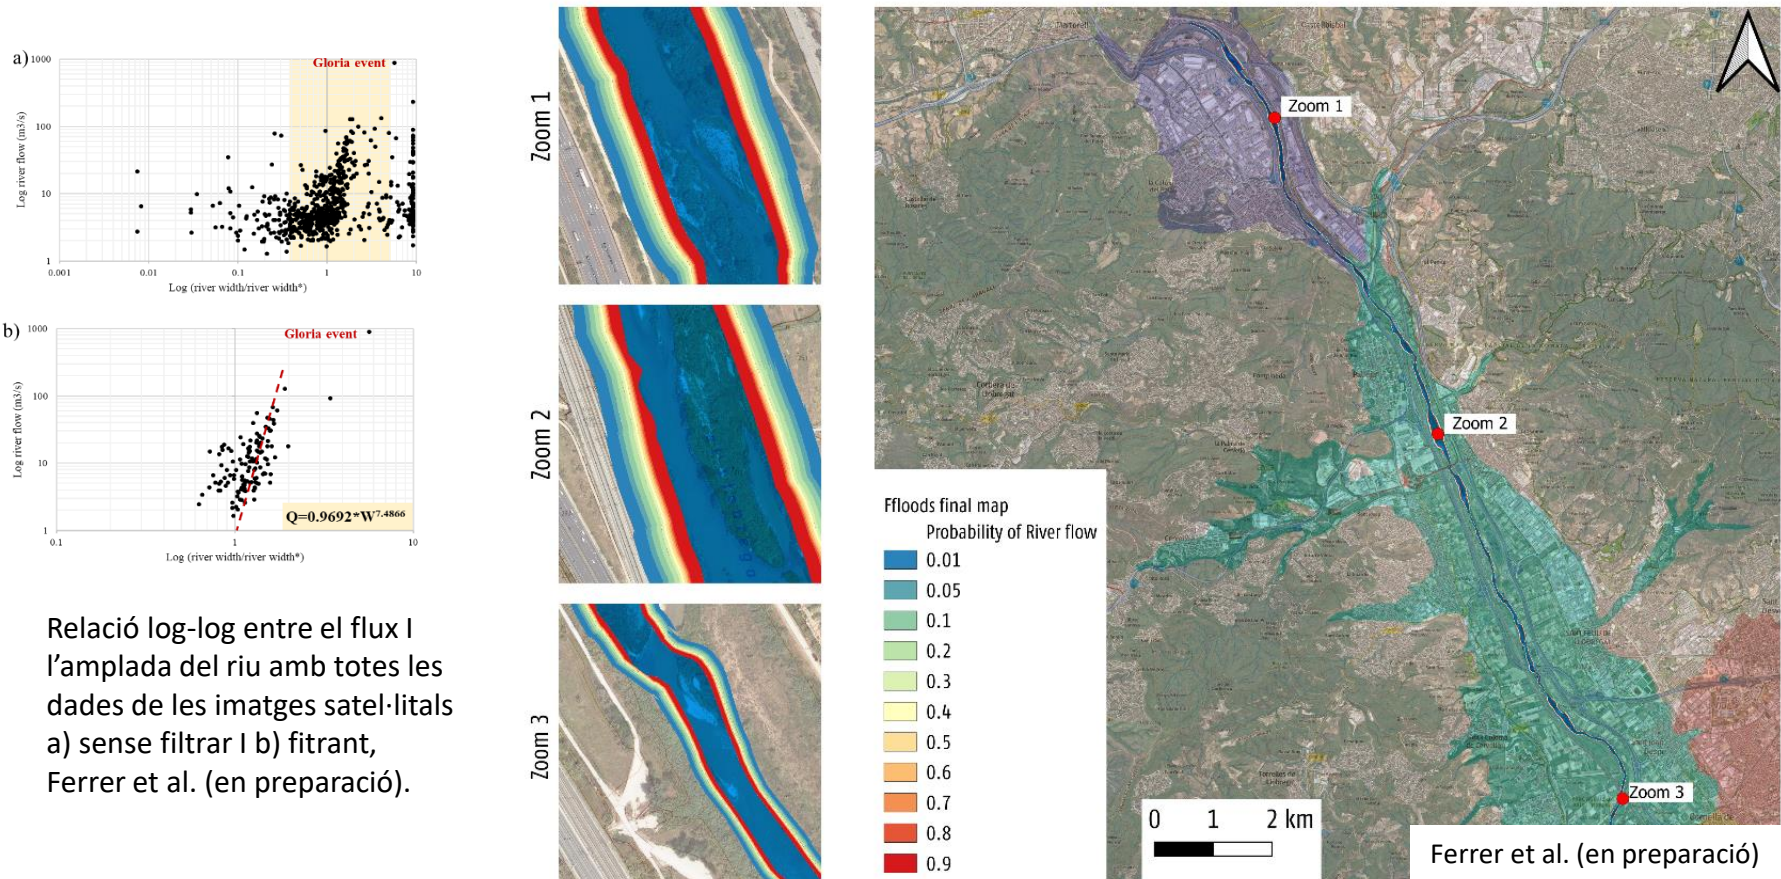 a)
1000
100
10
1
Log river flow (m3/s)
Gloria event
0.001
0.01
0.1
1
10
Log (river width/river width*)
b)
1000
100
10
1
Log river flow (m3/s)
Gloria event
Q=0.9692*W^7.4866
0.1
1
10
Log (river width/river width*)
Relació log-log entre el flux I
l’amplada del riu amb totes les
dades de les imatges satel·litals
a) sense filtrar I b) fitrant,
Ferrer et al. (en preparació).
Zoom 1
Zoom 2
Zoom 3
Zoom 1
Zoom 2
Zoom 3
Ffloods final map
Probability of River flow
0.01
0.05
0.1
0.2
0.3
0.4
0.5
0.6
0.7
0.8
0.9
0 1 2 km
Ferrer et al. (en preparació)